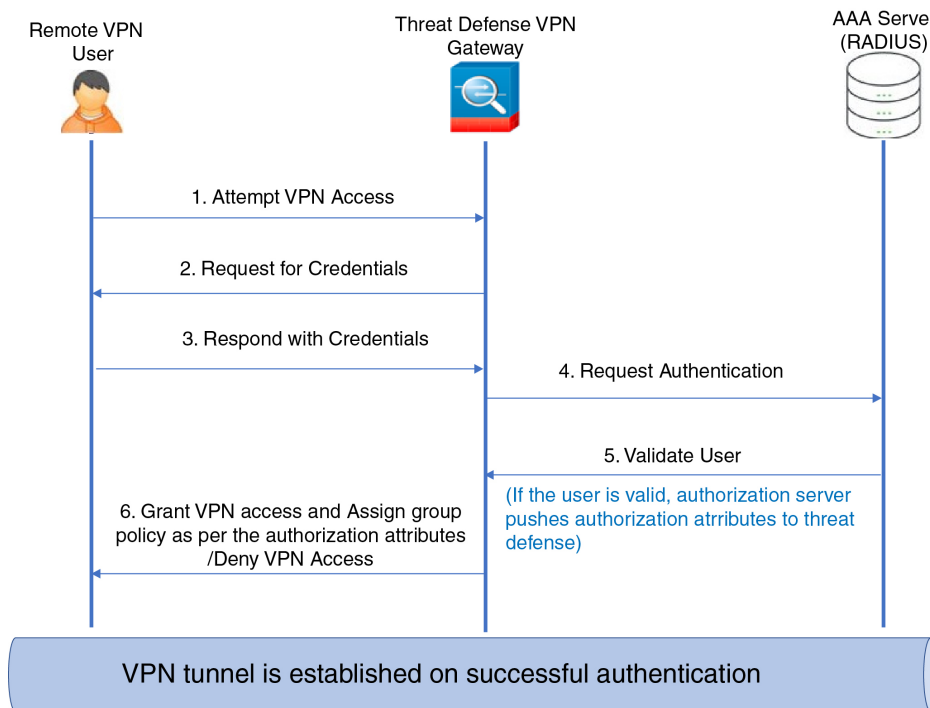 Remote VPN
User
Threat Defense VPN
Gateway
AAA Serve
(RADIUS)
1. Attempt VPN Access
2. Request for Credentials
3. Respond with Credentials
4. Request Authentication
5. Validate User
(If the user is valid, authorization server
pushes authorization atrributes to threat
defense)
6. Grant VPN access and Assign group
policy as per the authorization attributes
/Deny VPN Access
VPN tunnel is established on successful authentication